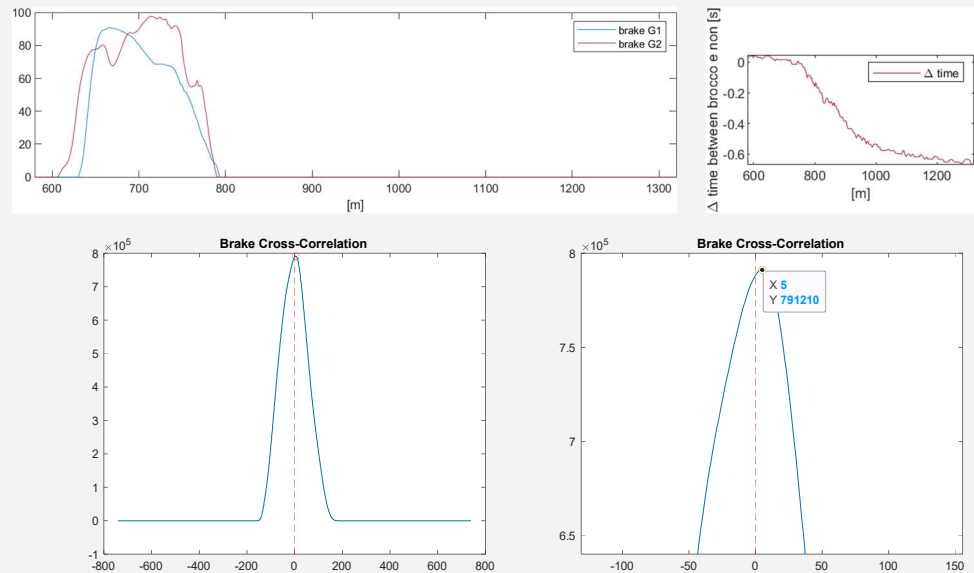 100
80
60
40
20
0
brake G1
brake G2
600 700 800 900 1000 1100 1200 1300
[m]
Δ time between brocco e non [s]
0
-0.2
-0.4
-0.6
Δ time
600 800 1000 1200
[m]
Brake Cross-Correlation
×10⁵
8
7
6
5
4
3
2
1
0
-1
-800 -600 -400 -200 0 200 400 600 800
Brake Cross-Correlation
×10⁵
8
7.5
7
6.5
X 5
Y 791210
-100 -50 0 50 100 150